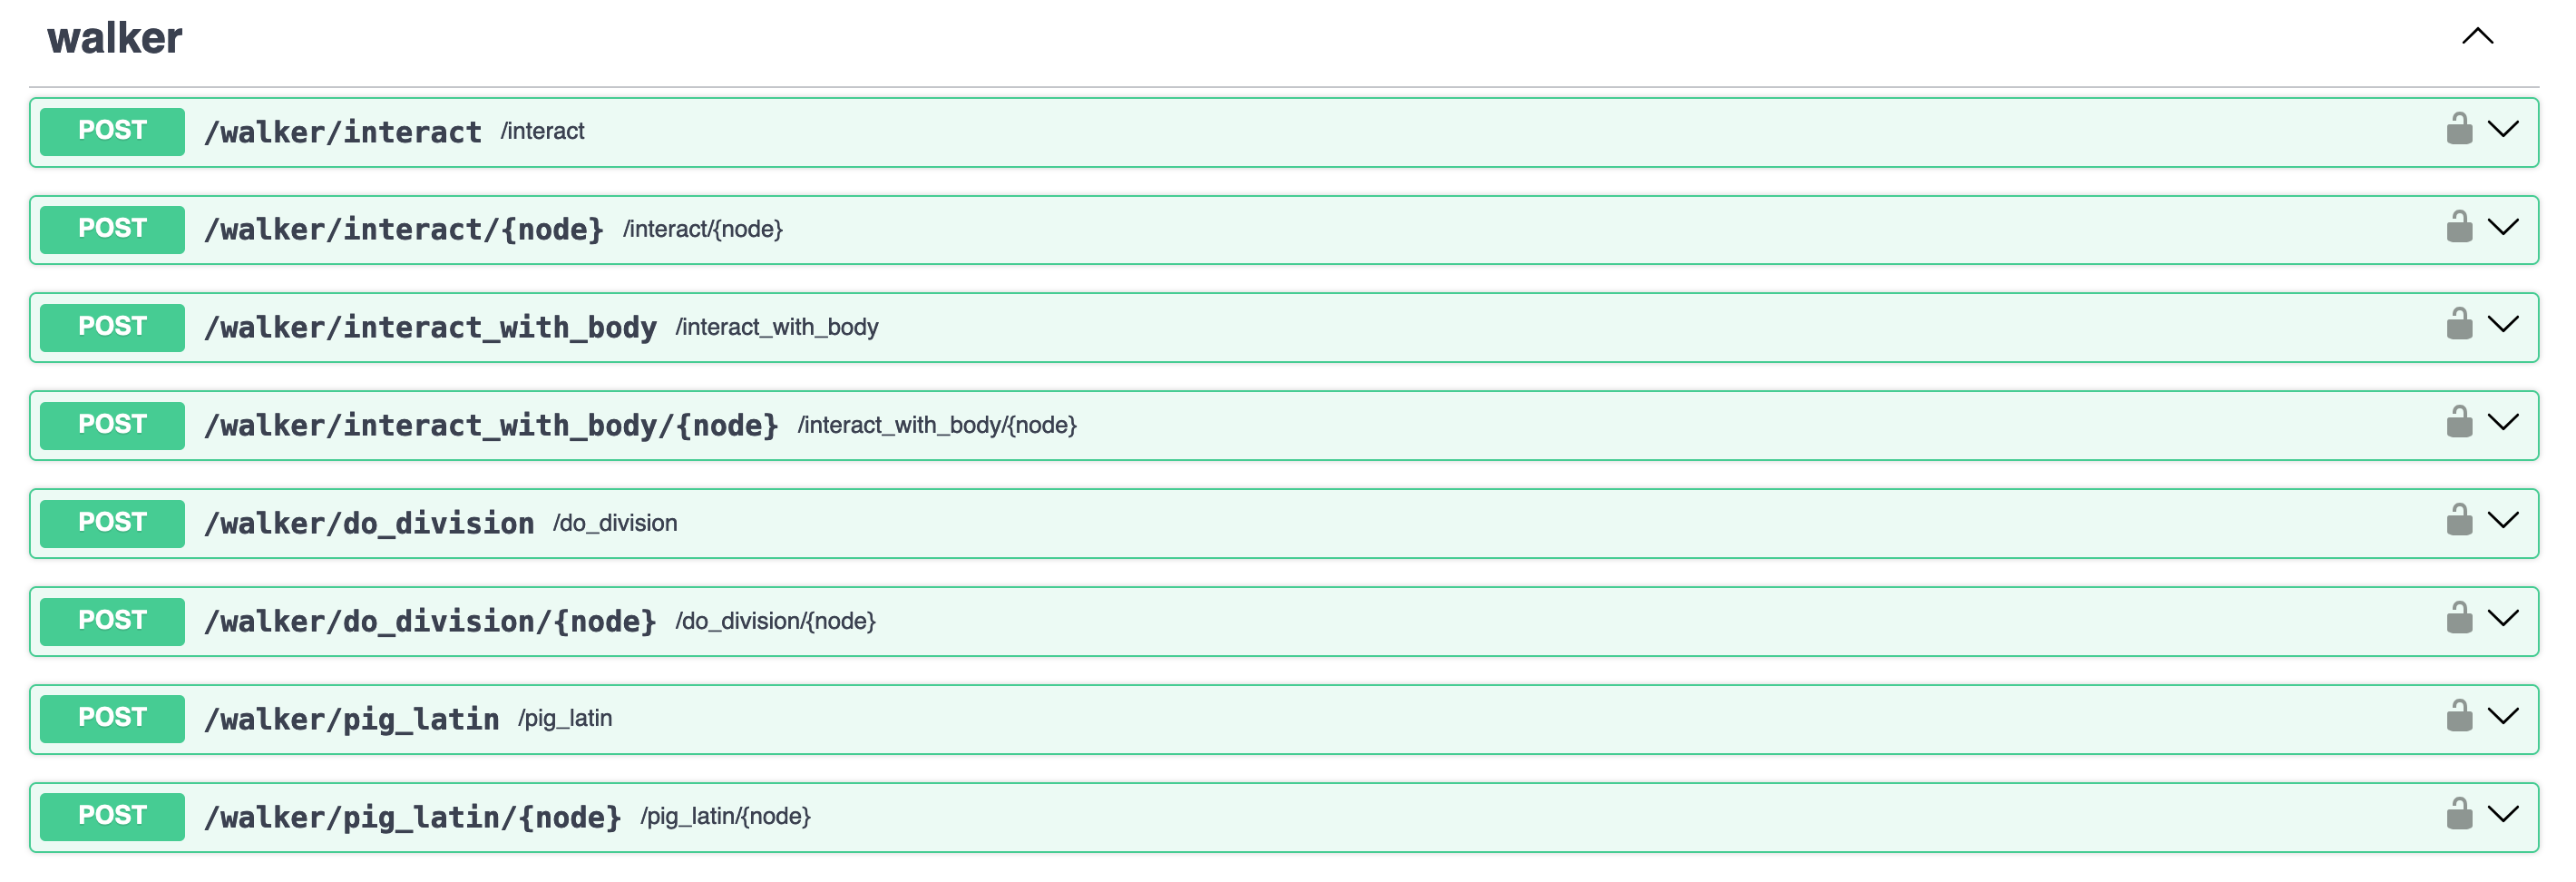 walker
POST /walker/interact /interact
POST /walker/interact/{node} /interact/{node}
POST /walker/interact_with_body /interact_with_body
POST /walker/interact_with_body/{node} /interact_with_body/{node}
POST /walker/do_division /do_division
POST /walker/do_division/{node} /do_division/{node}
POST /walker/pig_latin /pig_latin
POST /walker/pig_latin/{node} /pig_latin/{node}